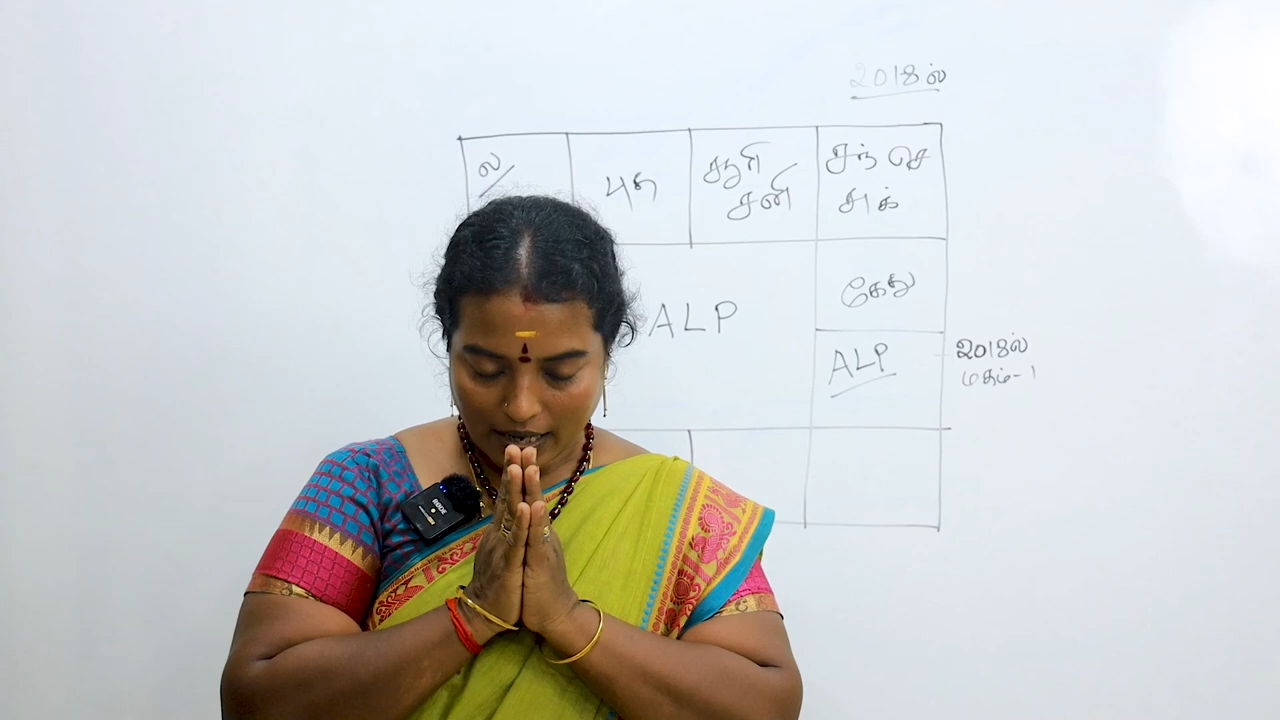 2018ல்
ல/
புத
சூரி
சனி
சந் செ
சுக்
கேது
ALP
ALP
2018ல்
மகம்-1